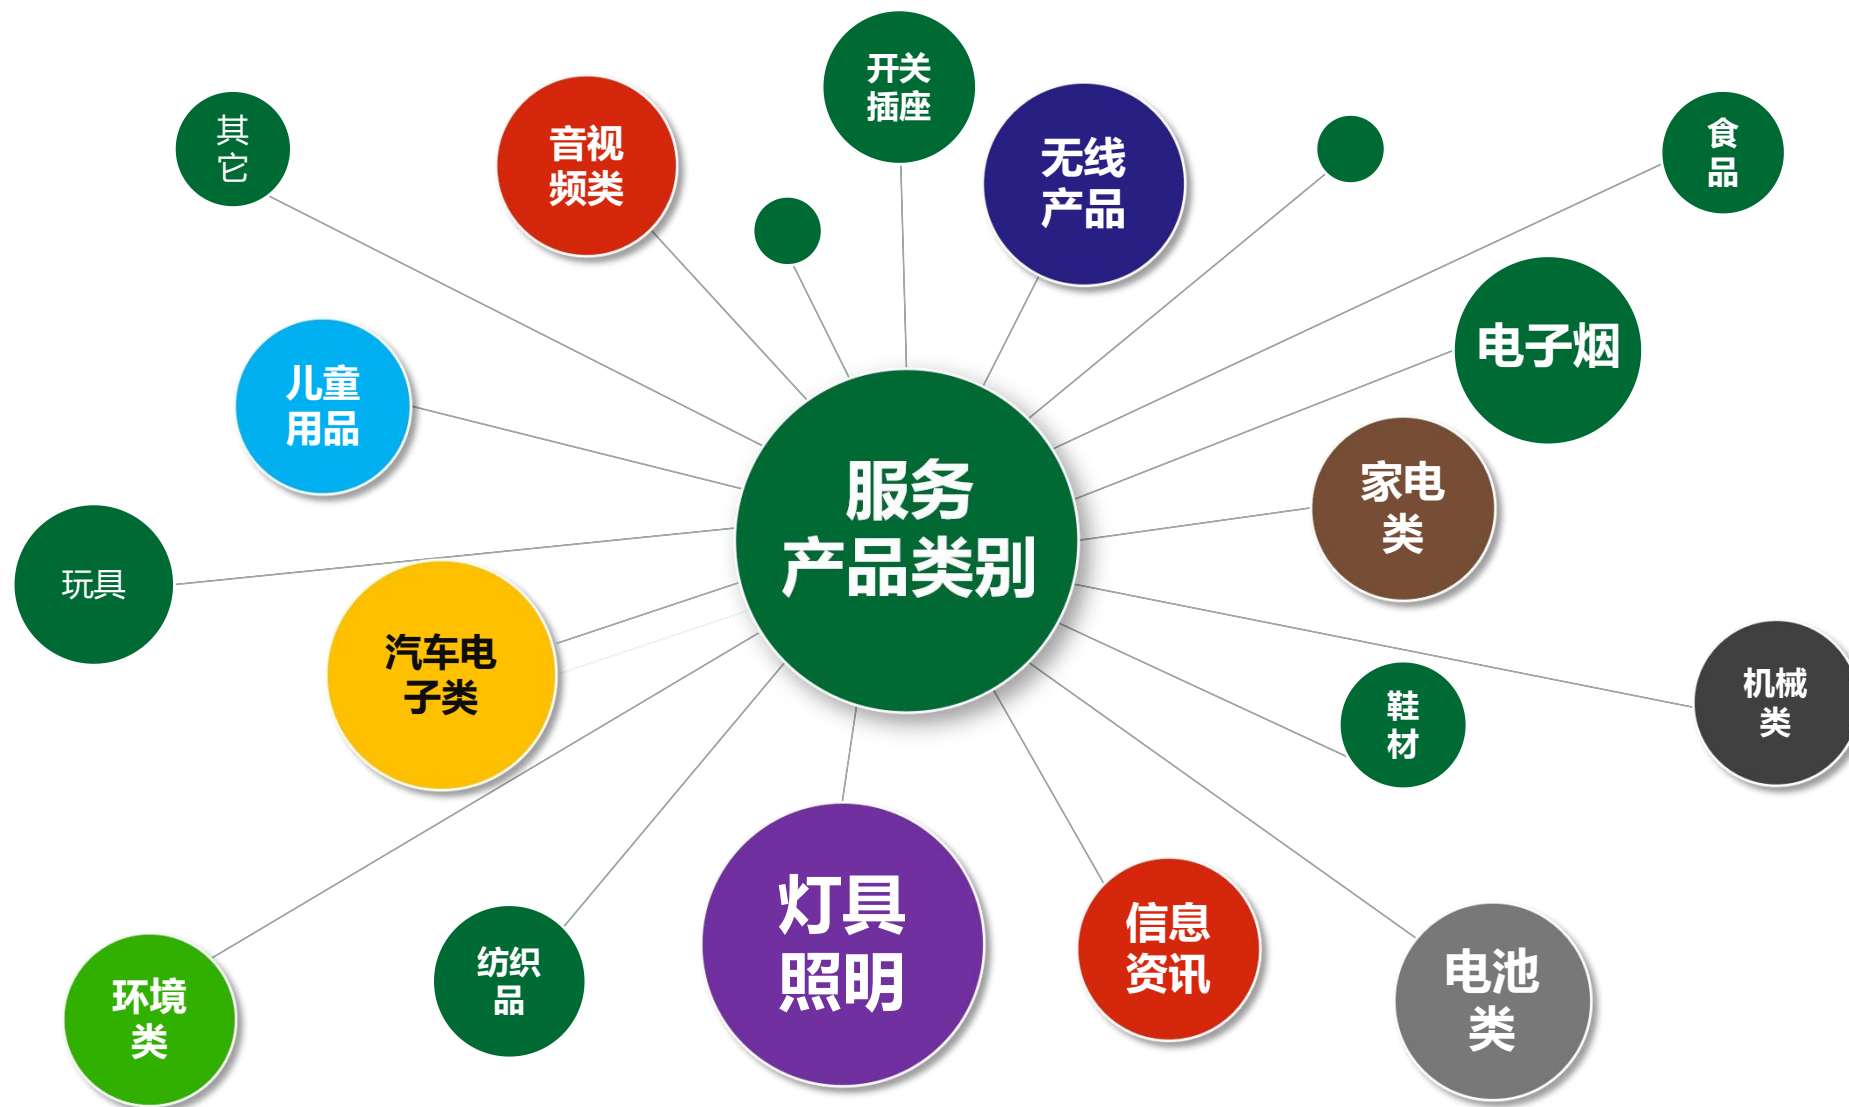 开关
插座
其
它
音视
频类
无线
产品
食
品
电子烟
儿童
用品
家电
类
服务
产品类别
玩具
汽车电
子类
机械
类
鞋
材
灯具
照明
信息
资讯
电池
类
纺织
品
环境
类